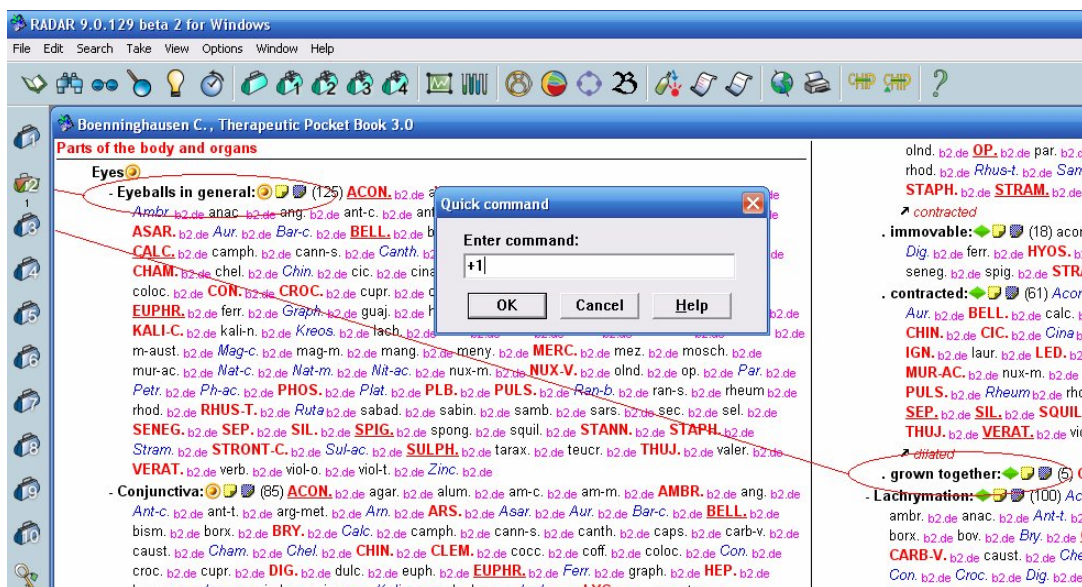 RADAR 9.0.129 beta 2 for Windows
File Edit Search Take View Options Window Help
Boenninghausen C., Therapeutic Pocket Book 3.0
Parts of the body and organs
Eyes
- Eyeballs in general: (125) ACON. b2.de
Ambr. b2.de anac. b2.de ang. b2.de ant-c. b2.de
ASAR. b2.de Aur. b2.de Bar-c. b2.de BELL. b2.de
CALC. b2.de camph. b2.de cann-s. b2.de Canth.
CHAM. b2.de chel. b2.de Chin. b2.de cic. b2.de
coloc. b2.de CON. b2.de CROC. b2.de cupr. b2.de
EUPHR. b2.de ferr. b2.de Graph. b2.de guaj. b2.de b2.de
KALI-C. b2.de kali-n. b2.de Kreos. b2.de lach. b2.de b2.de
m-aust. b2.de Mag-c. b2.de mag-m. b2.de mang. b2.de meny. b2.de MERC. b2.de mez. b2.de mosch. b2.de
mur-ac. b2.de Nat-c. b2.de Nat-m. b2.de Nit-ac. b2.de nux-m. b2.de NUX-V. b2.de olnd. b2.de op. b2.de Par. b2.de
Petr. b2.de Ph-ac. b2.de PHOS. b2.de Plat. b2.de PLB. b2.de PULS. b2.de Ran-b. b2.de ran-s. b2.de rheum b2.de
rhod. b2.de RHUS-T. b2.de Ruta b2.de sabad. b2.de sabin. b2.de samb. b2.de sars. b2.de sec. b2.de sel. b2.de
SENEG. b2.de SEP. b2.de SIL. b2.de SPIG. b2.de spong. b2.de squil. b2.de STANN. b2.de STAPH. b2.de
Stram. b2.de STRONT-C. b2.de Sul-ac. b2.de SULPH. b2.de tarax. b2.de teucr. b2.de THUJ. b2.de valer. b2.de
VERAT. b2.de verb. b2.de viol-o. b2.de viol-t. b2.de Zinc. b2.de
- Conjunctiva: (85) ACON. b2.de agar. b2.de alum. b2.de am-c. b2.de am-m. b2.de AMBR. b2.de ang. b2.de
Ant-c. b2.de ant-t. b2.de arg-met. b2.de Arn. b2.de ARS. b2.de Asar. b2.de Aur. b2.de Bar-c. b2.de BELL. b2.de
bism. b2.de borx. b2.de BRY. b2.de Calc. b2.de camph. b2.de cann-s. b2.de canth. b2.de caps. b2.de carb-v. b2.de
caust. b2.de Cham. b2.de Chel. b2.de CHIN. b2.de CLEM. b2.de cocc. b2.de coff. b2.de coloc. b2.de Con. b2.de
croc. b2.de cupr. b2.de DIG. b2.de dulc. b2.de euph. b2.de EUPHR. b2.de Ferr. b2.de graph. b2.de HEP. b2.de
Quick command
Enter command:
+1
OK Cancel Help
olnd. b2.de OP. b2.de par. b2.de
rhod. b2.de Rhus-t. b2.de
STAPH. b2.de STRAM. b2.de
contracted
. immovable: (18)
Dig. b2.de ferr. b2.de HYOS.
seneg. b2.de spig. b2.de
. contracted: (61)
Aur. b2.de BELL. b2.de calc.
CHIN. b2.de CIC. b2.de Cina
IGN. b2.de laur. b2.de LED.
MUR-AC. b2.de nux-m. b2.de
PULS. b2.de Rheum b2.de
SEP. b2.de SIL. b2.de
THUJ. b2.de VERAT. b2.de
dilated
. grown together: (5)
- Lachrymation: (100)
ambr. b2.de anac. b2.de Ant-t.
borx. b2.de bov. b2.de Bry. b2.de
CARB-V. b2.de caust. b2.de
Con. b2.de Croc. b2.de Dig. b2.de